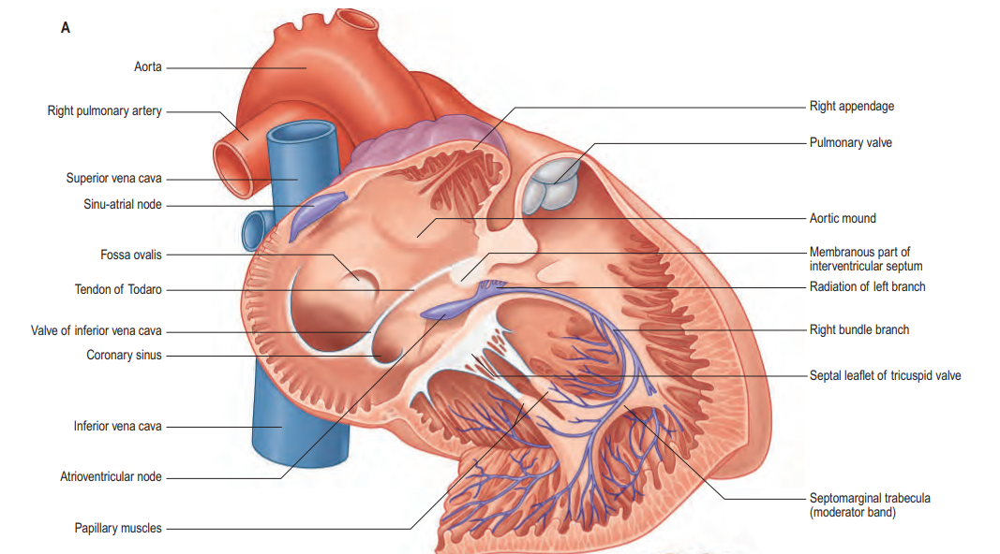 A
Aorta
Right pulmonary artery
Superior vena cava
Sinu-atrial node
Fossa ovalis
Tendon of Todaro
Valve of inferior vena cava
Coronary sinus
Inferior vena cava
Atrioventricular node
Papillary muscles
Right appendage
Pulmonary valve
Aortic mound
Membranous part of
interventricular septum
Radiation of left branch
Right bundle branch
Septal leaflet of tricuspid valve
Septomarginal trabecula
(moderator band)